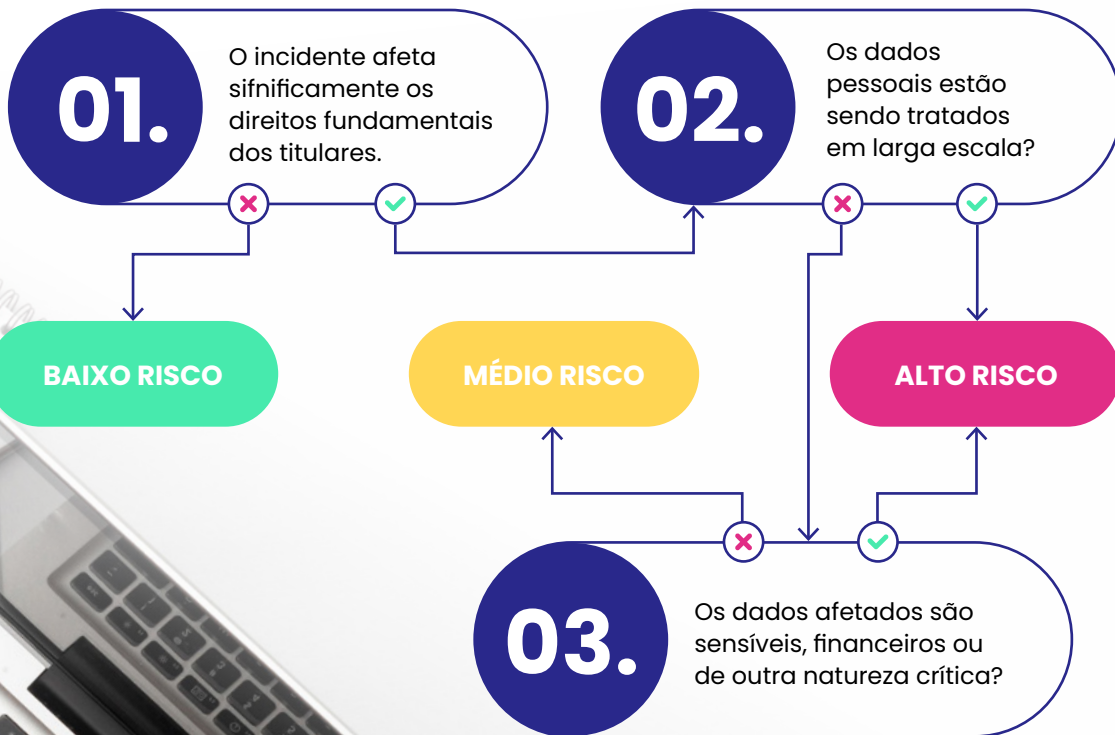 01.
O incidente afeta
sifnificamente os
direitos fundamentais
dos titulares.
02.
Os dados
pessoais estão
sendo tratados
em larga escala?
BAIXO RISCO
MÉDIO RISCO
ALTO RISCO
03.
Os dados afetados são
sensíveis, financeiros ou
de outra natureza crítica?